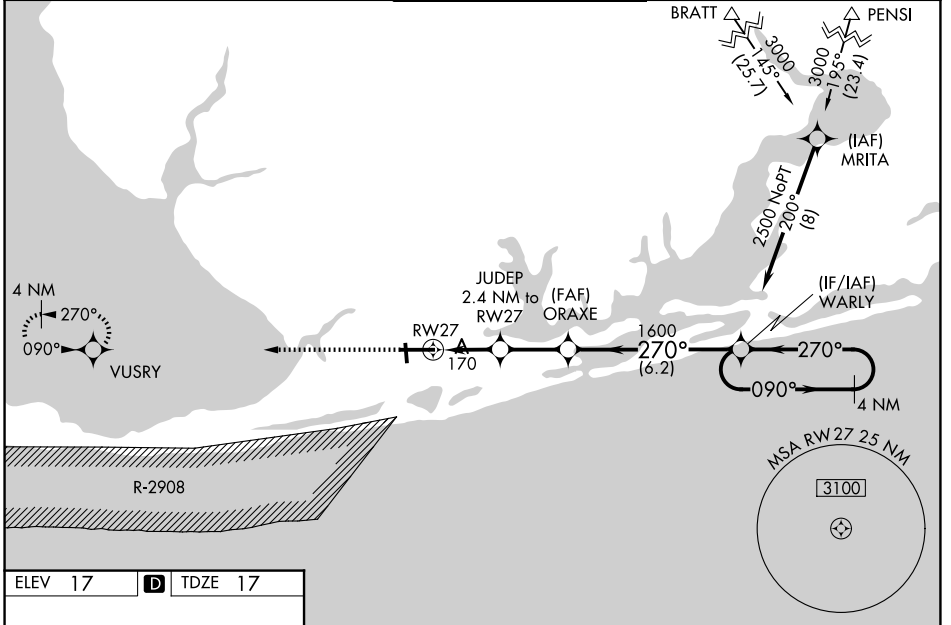 BRATT
PENSI
3000
145°
(25.7)
3000
195°
(23.4)
(IAF)
MRITA
2500 NoPT
200°
(8)
(IF/IAF)
WARLY
JUDEP
2.4 NM to
RW27
(FAF)
ORAXE
4 NM
270°
090°
VUSRY
RW27
170
1600
270°
(6.2)
270°
090°
4 NM
R-2908
MSA RW27 25 NM
3100
ELEV 17 D TDZE 17